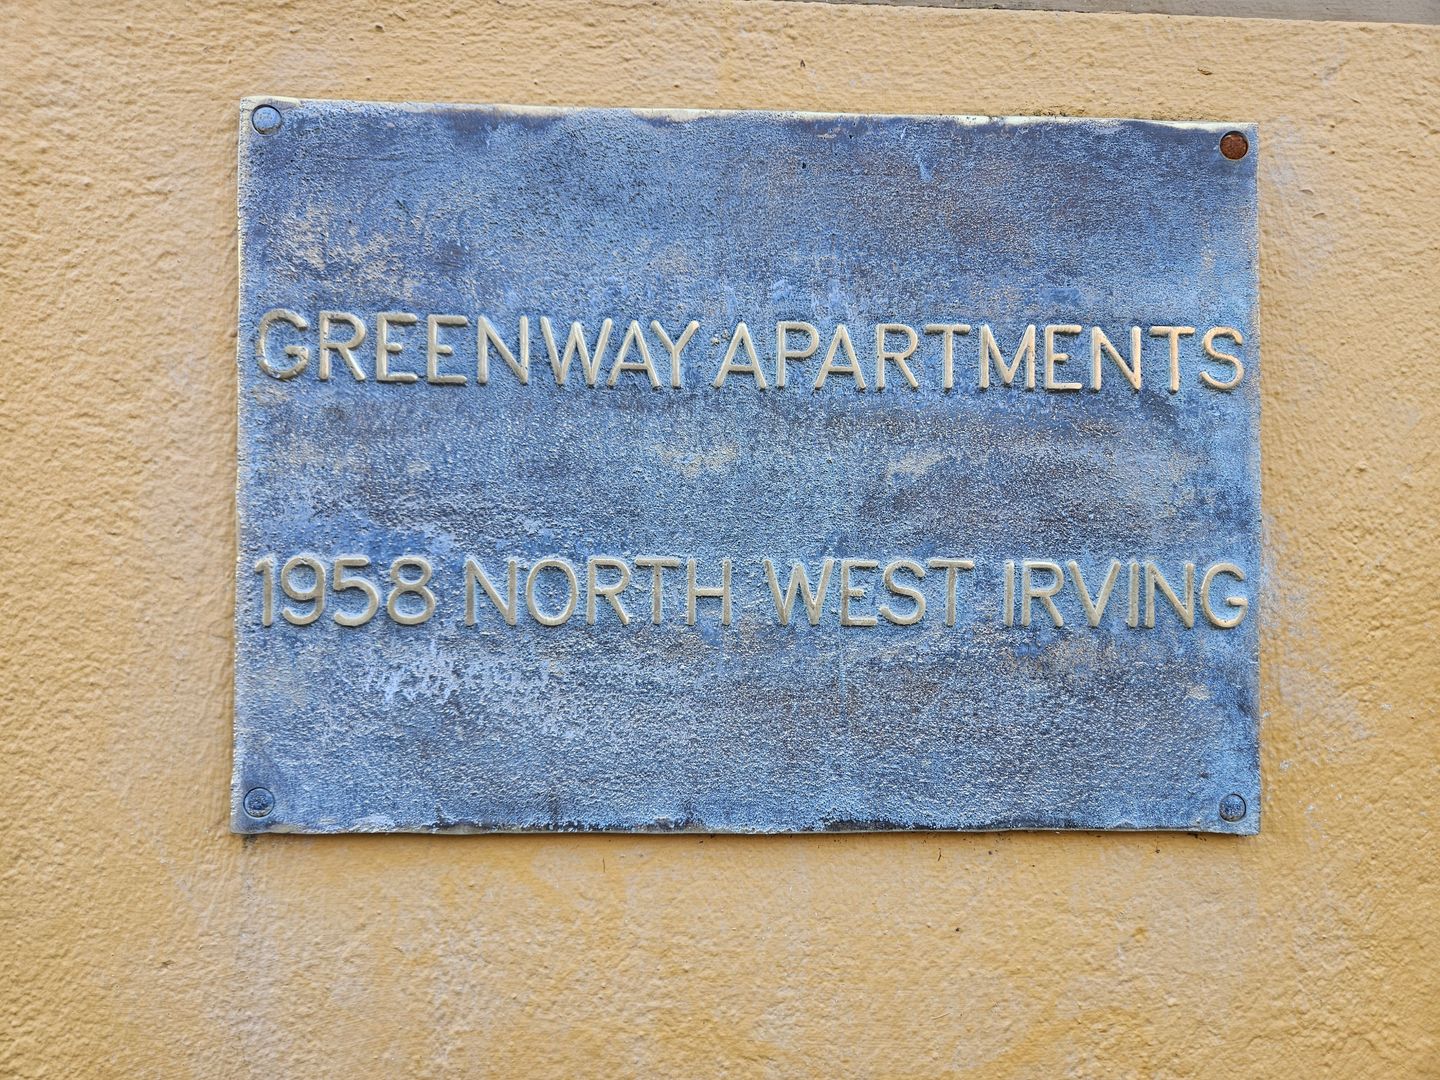 GREENWAY APARTMENTS
1958 NORTH WEST IRVING